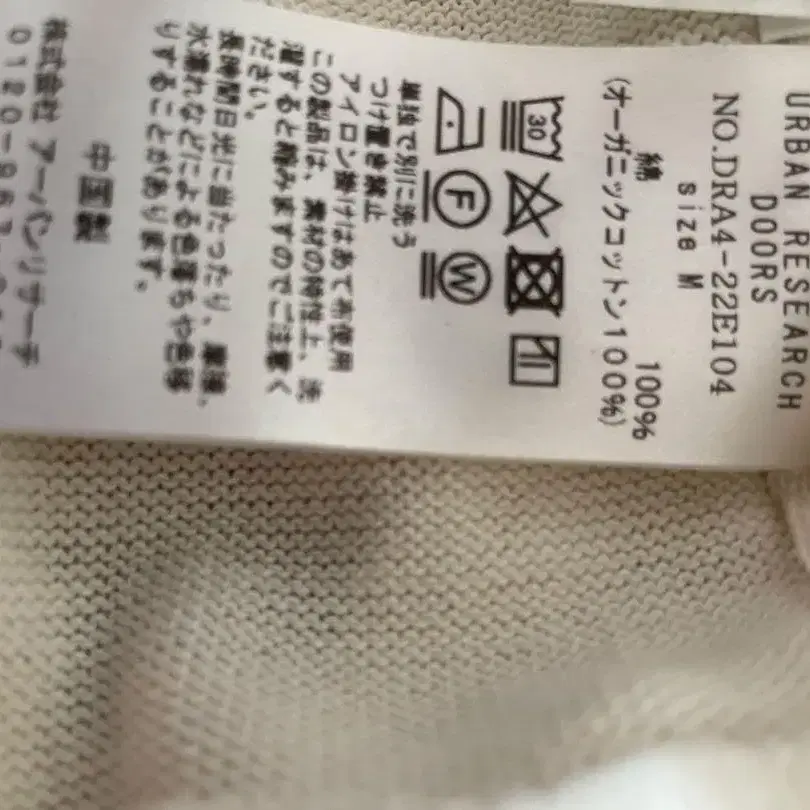 URBAN RESEARCH
DOORS
NO.DRA4-22E104
size M
綿 100%
(オーガニックコットン100%)
30
F W
単独で別に洗う
つけ置き禁止
アイロン掛けはあて布使用
この製品は、素材の特性上、洗
濯すると縮みますのでご注意く
ださい。
長時間日光に当たったり、摩擦、
水濡れなどによる色落ちや色移
りすることがあります。
中国製
株式会社 アーバンリサーチ